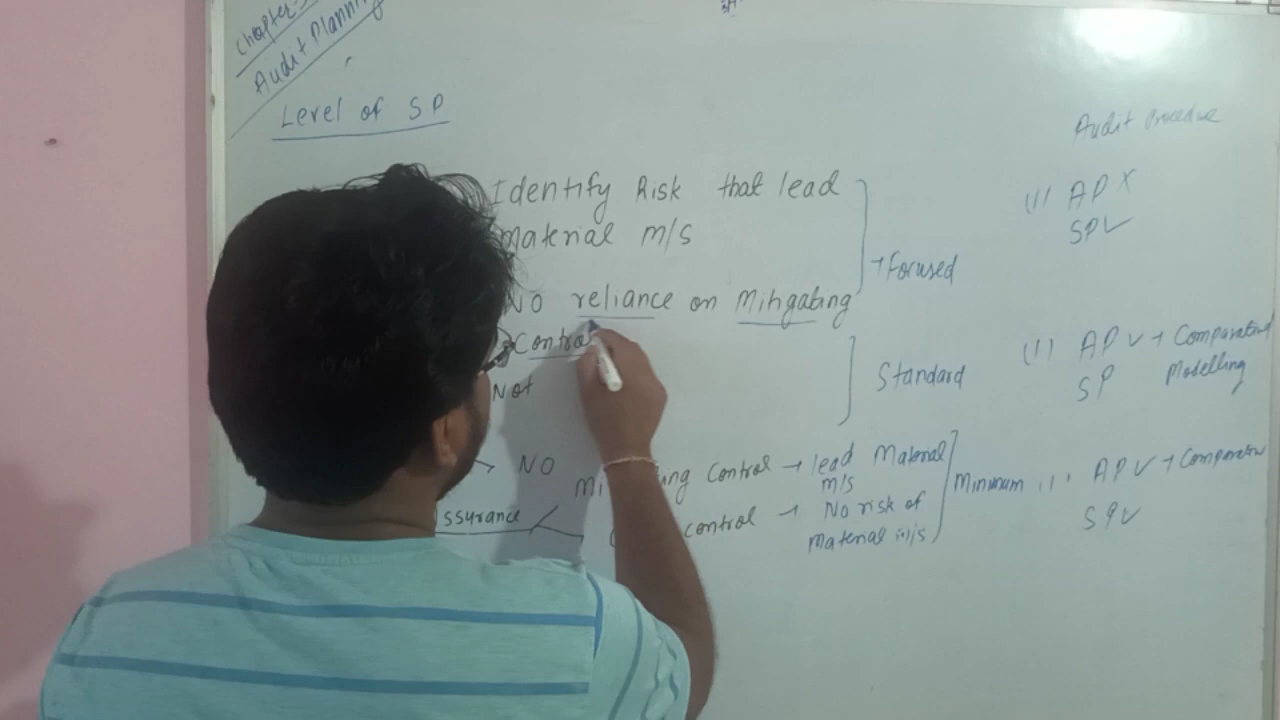 Chapter-
Audit Planning
Level of SP
Audit Procedure
Identify Risk that lead
Material m/s
(1) AP X
SP✓
→ Focused
No reliance on Mitigating
Control
Not
Standard
(1) AP ✓ + Comparative
SP Modelling
NO
control → lead Material
m/s
Minimum (1) AP ✓ + Comparative
SP✓
ssurance
control → No risk of
Material m/s